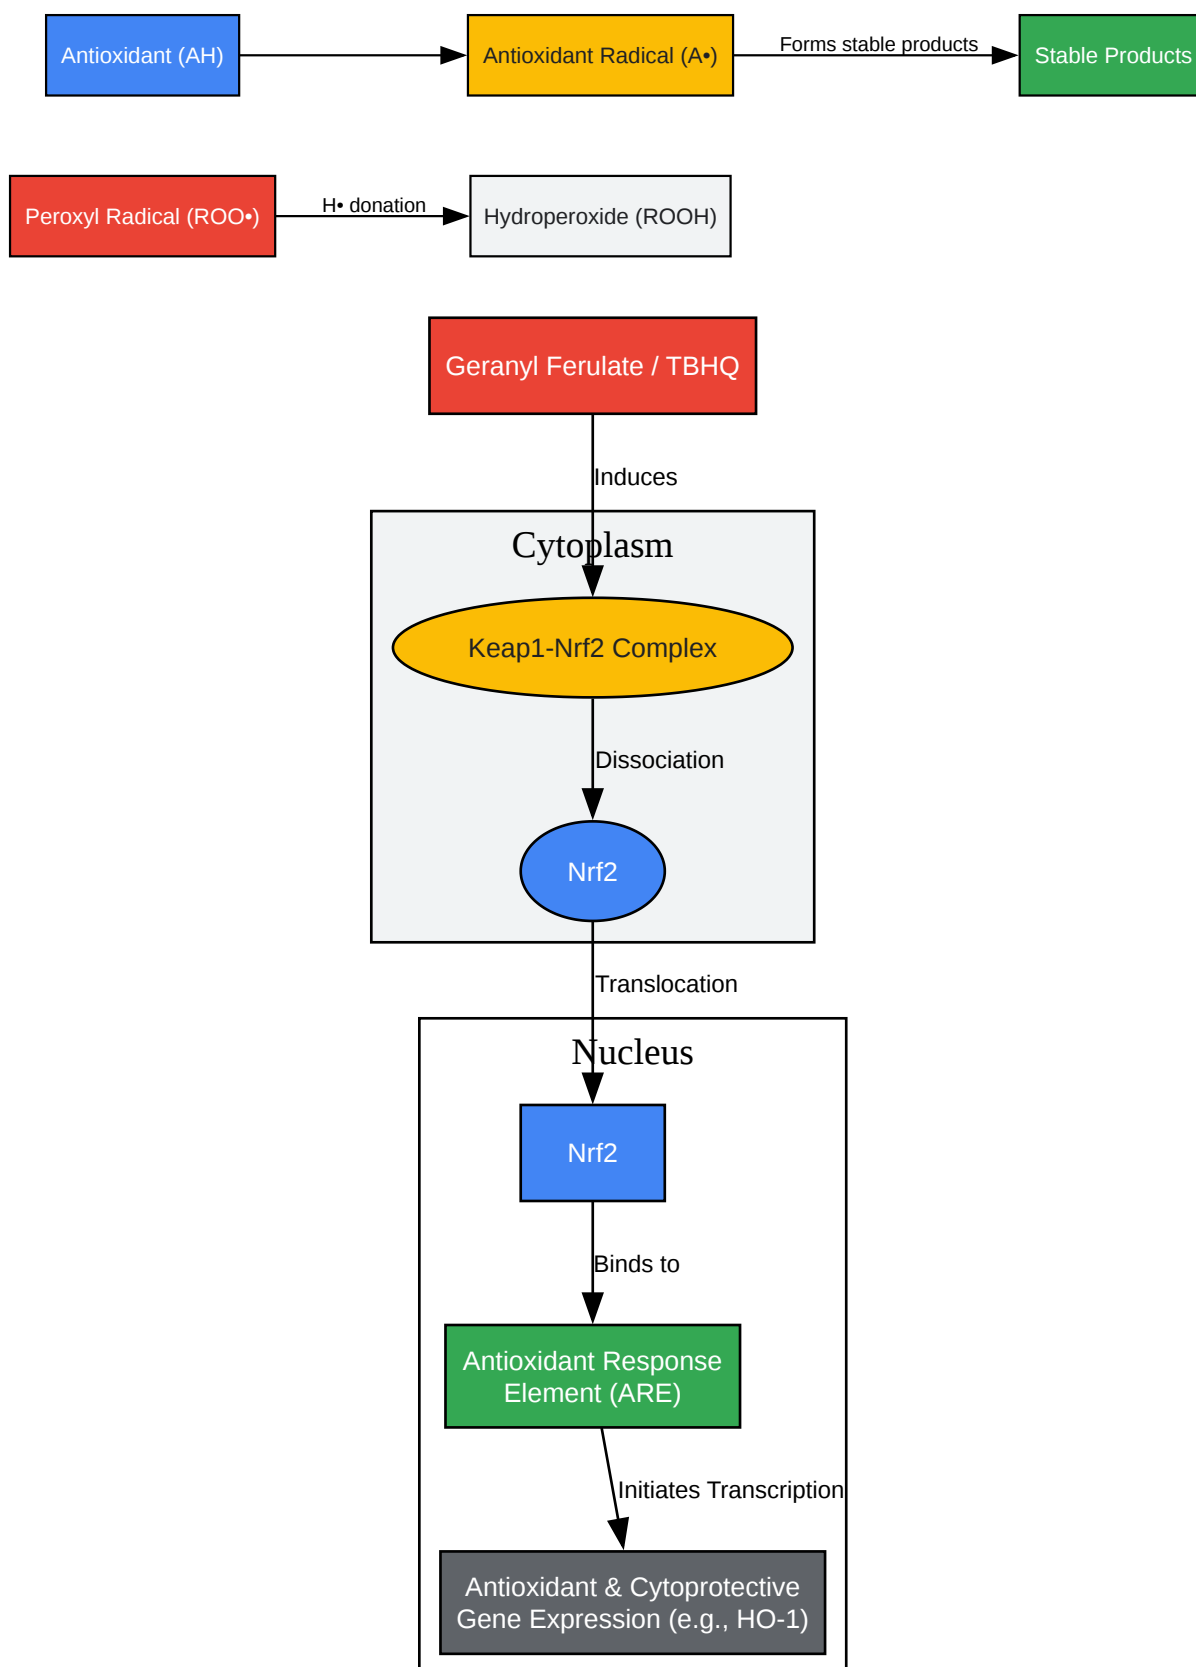 Antioxidant (AH)
Antioxidant Radical (A•)
Forms stable products
Stable Products
Peroxyl Radical (ROO•)
H• donation
Hydroperoxide (ROOH)
Geranyl Ferulate / TBHQ
Induces
Cytoplasm
Keap1-Nrf2 Complex
Dissociation
Nrf2
Translocation
Nucleus
Nrf2
Binds to
Antioxidant Response
Element (ARE)
Initiates Transcription
Antioxidant & Cytoprotective
Gene Expression (e.g., HO-1)